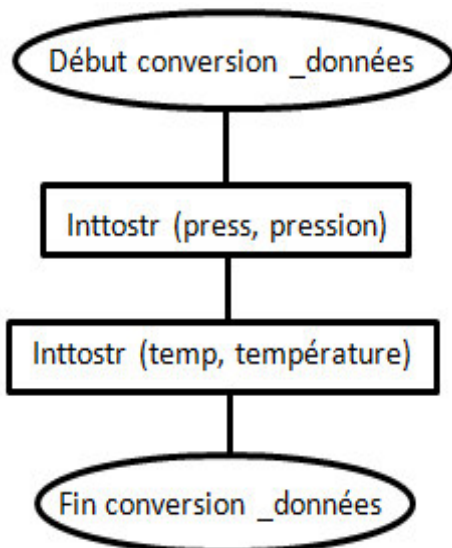 Début conversion _données
Inttostr (press, pression)
Inttostr (temp, température)
Fin conversion _données